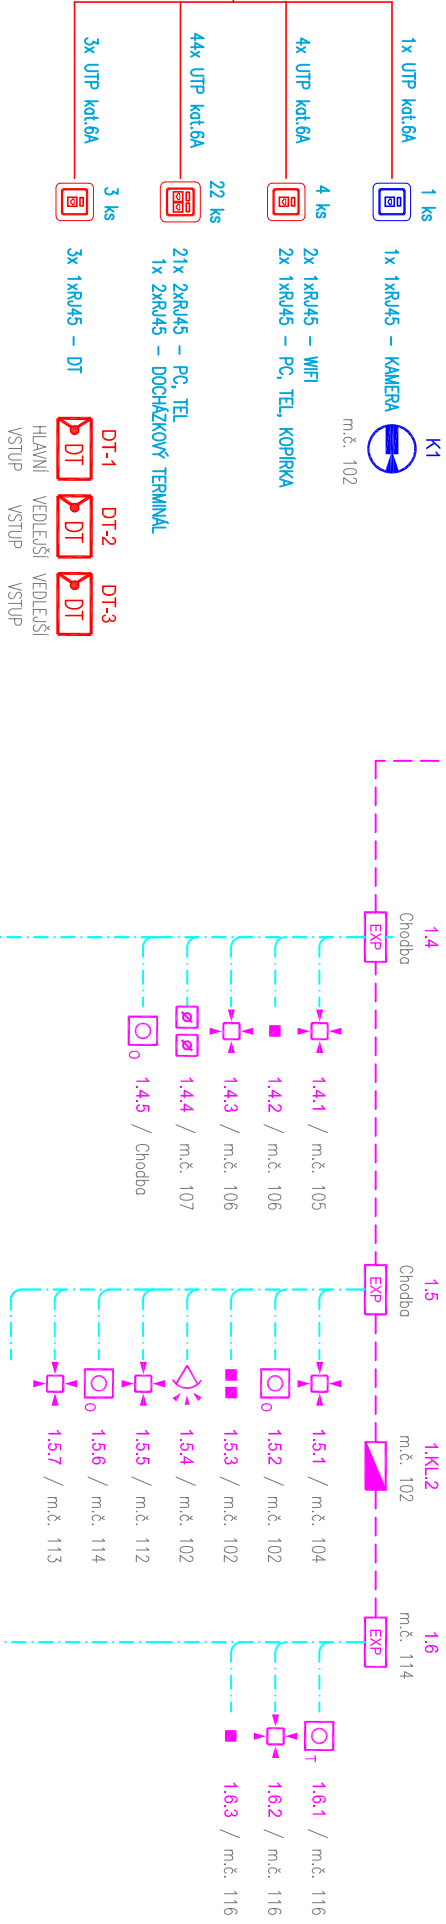 1x UTP kat.6A
1 ks
1x 1xRJ45 - KAMERA
K1
m.č. 102
4x UTP kat.6A
4 ks
2x 1xRJ45 - WIFI
2x 1xRJ45 - PC, TEL, KOPÍRKA
44x UTP kat.6A
22 ks
21x 2xRJ45 - PC, TEL
1x 2xRJ45 - DOCHÁZKOVÝ TERMINÁL
3x UTP kat.6A
3 ks
3x 1xRJ45 - DT
DT-1
DT
HLAVNÍ
VSTUP
DT-2
DT
VEDLEJŠÍ
VSTUP
DT-3
DT
VEDLEJŠÍ
VSTUP
1.4
Chodba
EXP
1.4.1 / m.č. 105
1.4.2 / m.č. 106
1.4.3 / m.č. 106
1.4.4 / m.č. 107
O
1.4.5 / Chodba
1.5
Chodba
EXP
1.5.1 / m.č. 104
O
1.5.2 / m.č. 102
1.5.3 / m.č. 102
1.5.4 / m.č. 102
1.5.5 / m.č. 112
O
1.5.6 / m.č. 114
1.5.7 / m.č. 113
1.KL.2
m.č. 102
1.6
m.č. 114
EXP
T
1.6.1 / m.č. 116
1.6.2 / m.č. 116
1.6.3 / m.č. 116